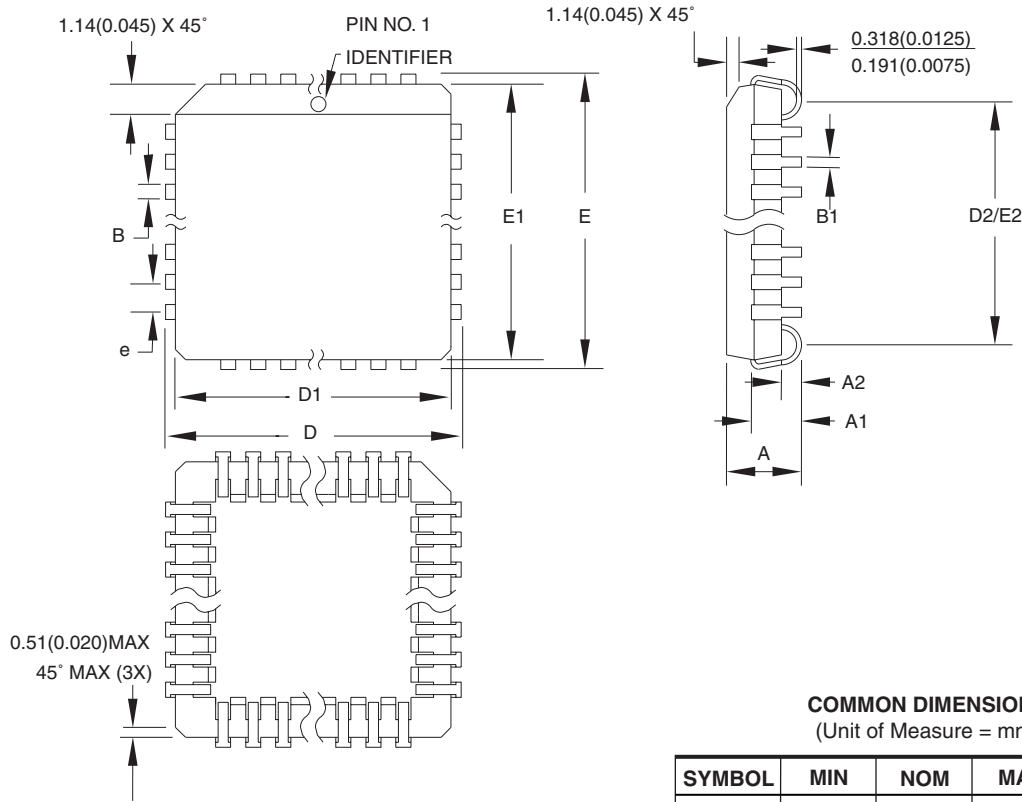 1.14(0.045) X 45˚
PIN NO. 1
IDENTIFIER
1.14(0.045) X 45˚
0.318(0.0125)
0.191(0.0075)
B
e
E1
E
B1
D2/E2
A2
A1
A
D1
D
0.51(0.020)MAX
45˚ MAX (3X)
COMMON
(Unit of Measure =
SYMBOL MIN NOM